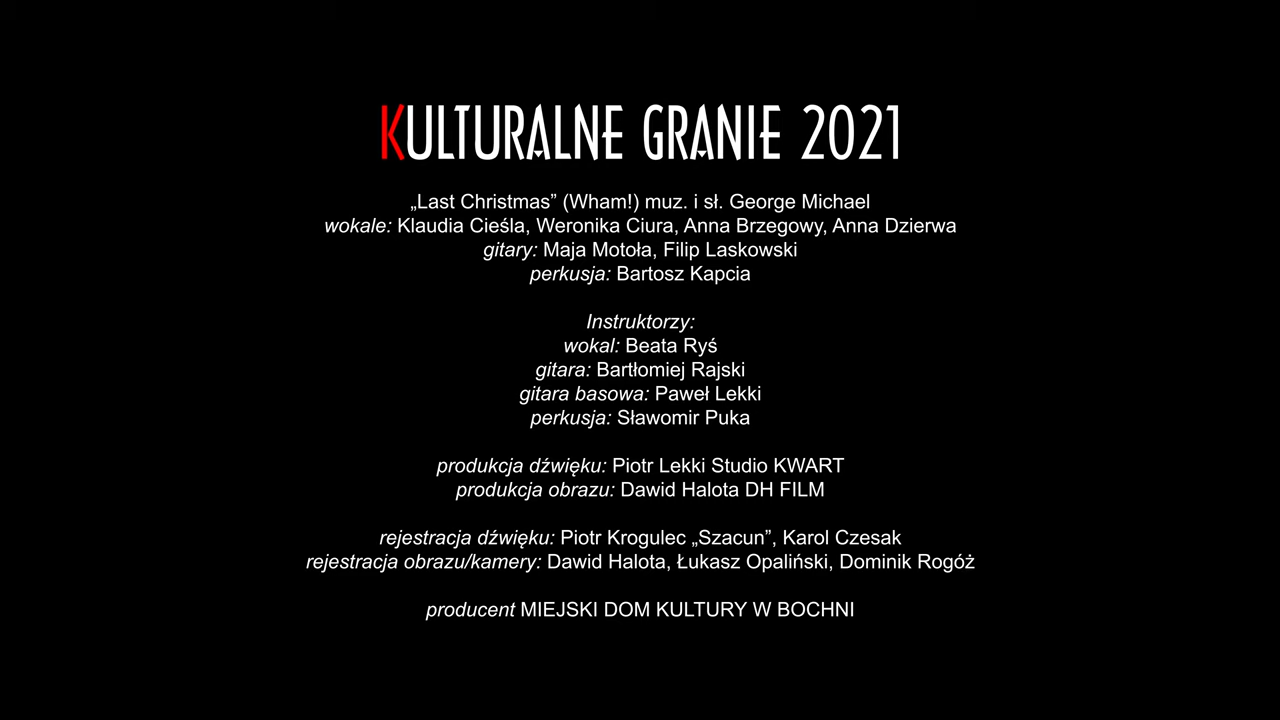 KULTURALNE GRANIE 2021
„Last Christmas” (Wham!) muz. i sł. George Michael
wokale: Klaudia Cieśla, Weronika Ciura, Anna Brzegowy, Anna Dzierwa
gitary: Maja Motoła, Filip Laskowski
perkusja: Bartosz Kapcia
Instruktorzy:
wokal: Beata Ryś
gitara: Bartłomiej Rajski
gitara basowa: Paweł Lekki
perkusja: Sławomir Puka
produkcja dźwięku: Piotr Lekki Studio KWART
produkcja obrazu: Dawid Halota DH FILM
rejestracja dźwięku: Piotr Krogulec „Szacun”, Karol Czesak
rejestracja obrazu/kamery: Dawid Halota, Łukasz Opaliński, Dominik Rogóż
producent MIEJSKI DOM KULTURY W BOCHNI